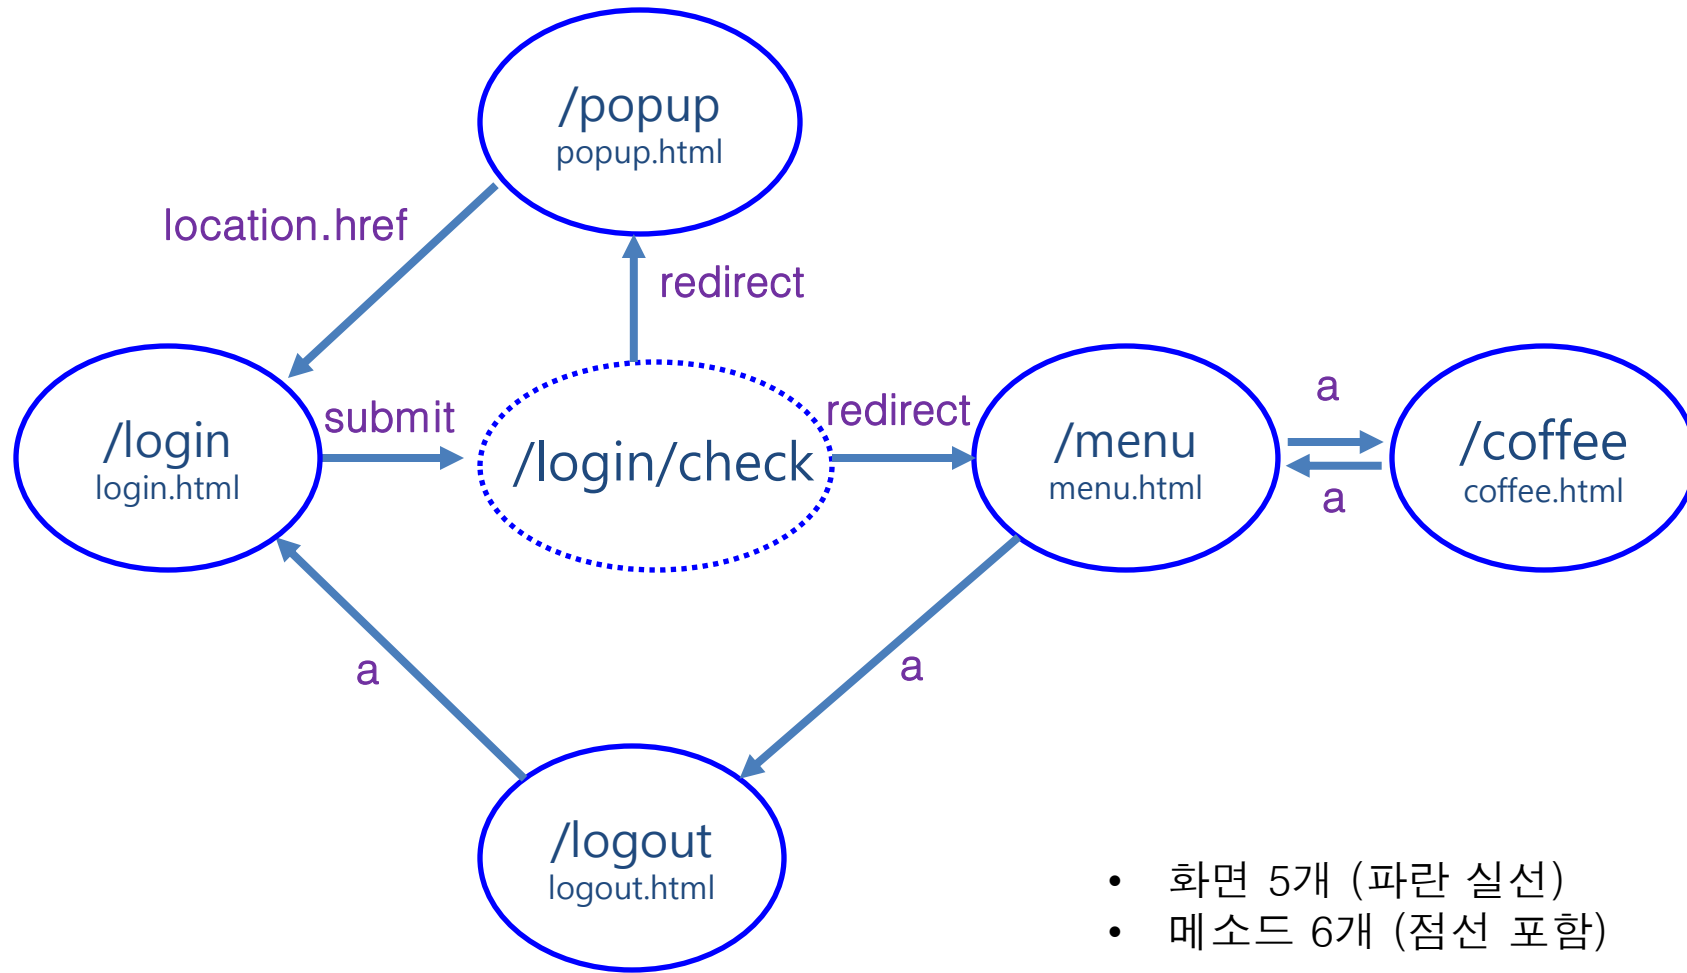 /popup
popup.html
location.href
redirect
/login
login.html
submit
/login/check
redirect
/menu
menu.html
a
a
/coffee
coffee.html
a
a
/logout
logout.html
• 화면 5개 (파란 실선)
• 메소드 6개 (점선 포함)